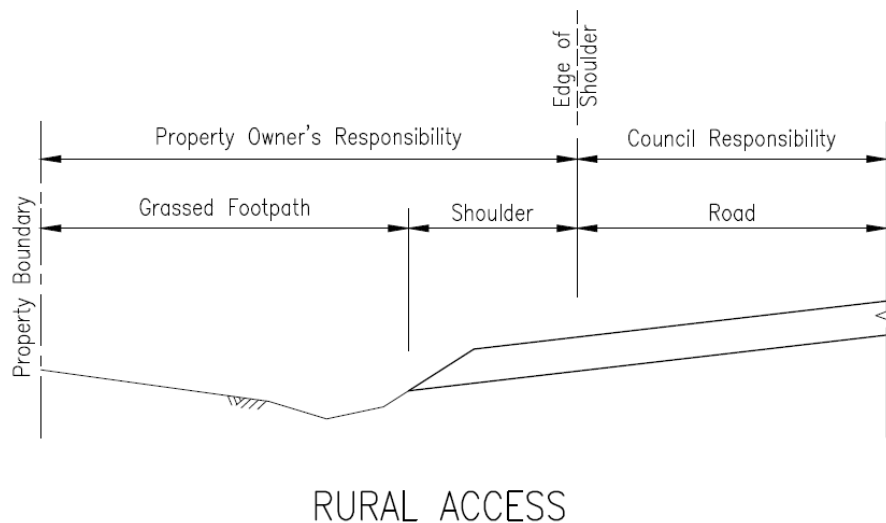 Edge of
Shoulder
Property Owner's Responsibility
Council Responsibility
Grassed Footpath
Shoulder
Road
Property Boundary
RURAL ACCESS